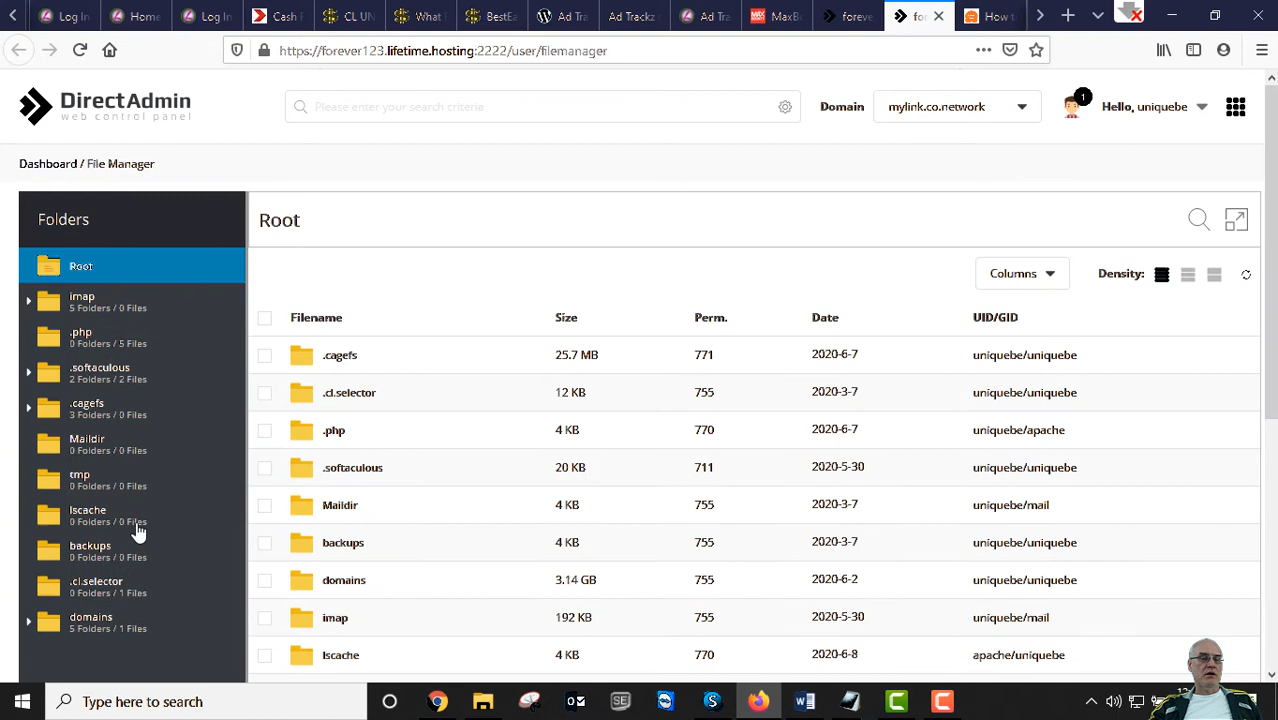 Log In
Home
Log In
Cash F
CL UN
What
BestEa
Ad Tra
Ad Trackz
Ad Tra
MaxBo
foreve
for
How to
https://forever123.lifetime.hosting:2222/user/filemanager
DirectAdmin
web control panel
Please enter your search criteria
Domain
mylink.co.network
1
Hello, uniquebe
Dashboard / File Manager
Folders
Root
imap
5 Folders / 0 Files
.php
0 Folders / 5 Files
.softaculous
2 Folders / 2 Files
.cagefs
3 Folders / 0 Files
Maildir
0 Folders / 0 Files
tmp
0 Folders / 0 Files
lscache
0 Folders / 0 Files
backups
0 Folders / 0 Files
.cl.selector
0 Folders / 1 Files
domains
5 Folders / 1 Files
Root
Columns
Density:
Filename Size Perm. Date UID/GID
.cagefs 25.7 MB 771 2020-6-7 uniquebe/uniquebe
.cl.selector 12 KB 755 2020-3-7 uniquebe/uniquebe
.php 4 KB 770 2020-6-7 uniquebe/apache
.softaculous 20 KB 711 2020-5-30 uniquebe/uniquebe
Maildir 4 KB 755 2020-3-7 uniquebe/mail
backups 4 KB 755 2020-3-7 uniquebe/uniquebe
domains 3.14 GB 755 2020-6-2 uniquebe/uniquebe
imap 192 KB 755 2020-5-30 uniquebe/mail
lscache 4 KB 770 2020-6-8 apache/uniquebe
Type here to search